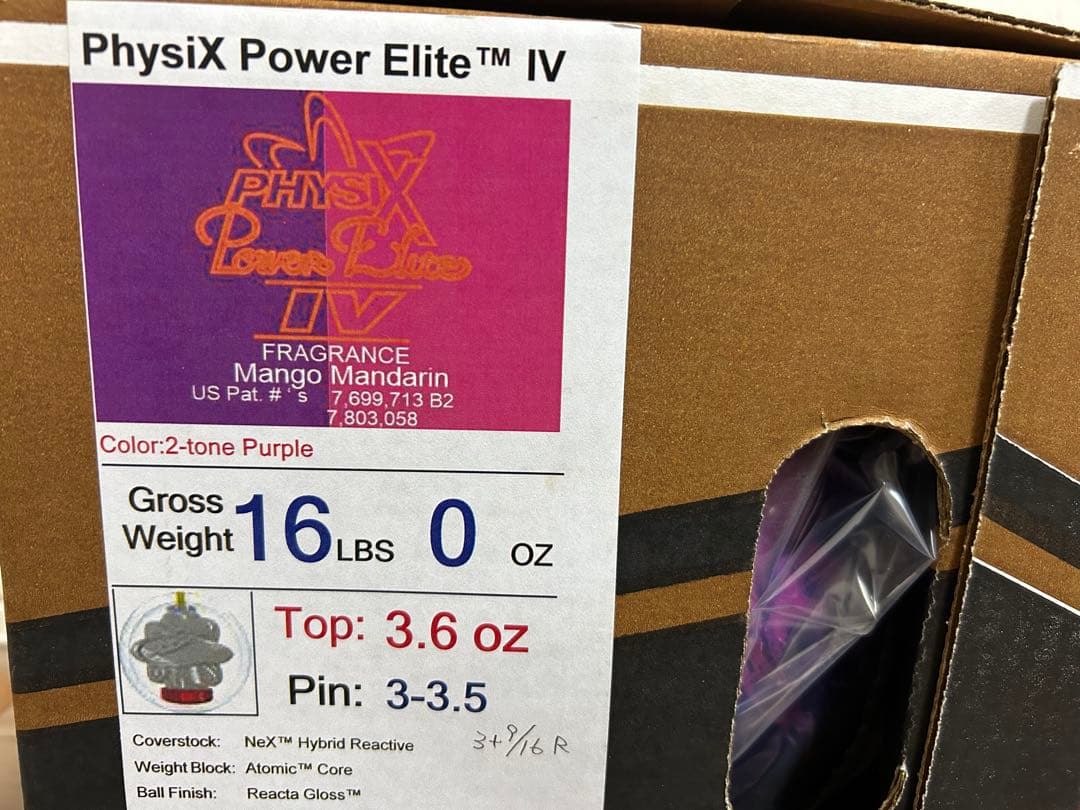 PhysiX Power Elite™ IV
PHYSIX
Power Elite
IV
FRAGRANCE
Mango Mandarin
US Pat. # 's 7,699,713 B2
7,803,058
Color:2-tone Purple
Gross Weight 16 LBS 0 OZ
Top: 3.6 oz
Pin: 3-3.5
3+9/16 R
Coverstock: NeX™ Hybrid Reactive
Weight Block: Atomic™ Core
Ball Finish: Reacta Gloss™